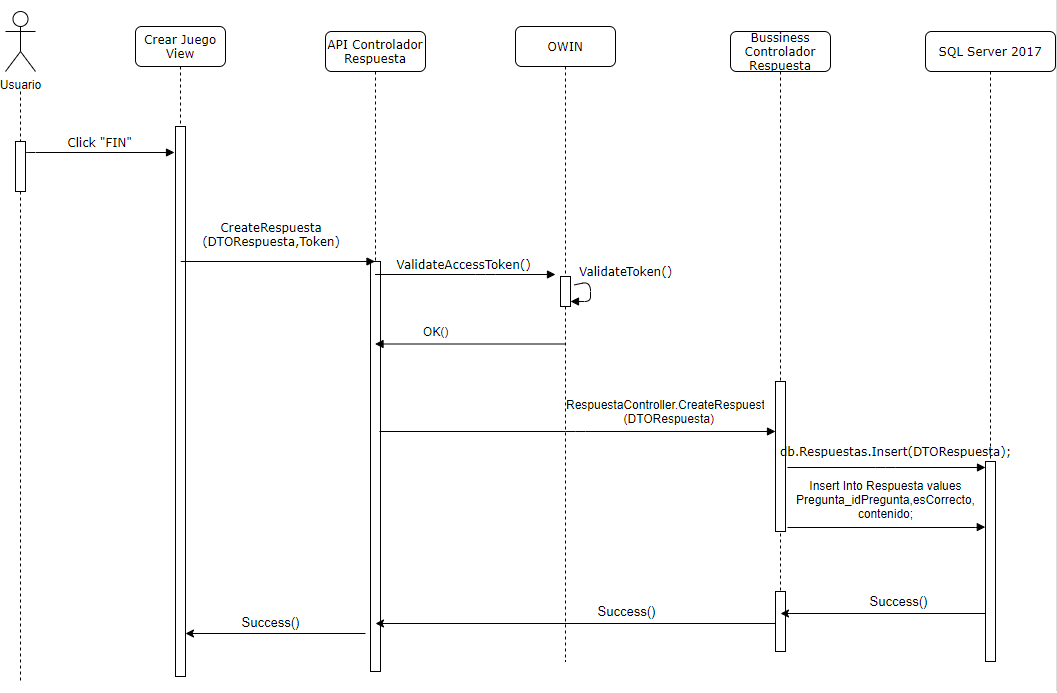 Usuario
Crear Juego
View
API Controlador
Respuesta
OWIN
Bussiness
Controlador
Respuesta
SQL Server 2017
Click "FIN"
CreateRespuesta
(DTORespuesta,Token)
ValidateAccessToken()
ValidateToken()
OK()
RespuestaController.CreateRespuest
(DTORespuesta)
db.Respuestas.Insert(DTORespuesta);
Insert Into Respuesta values
Pregunta_idPregunta,esCorrecto,
contenido;
Success()
Success()
Success()